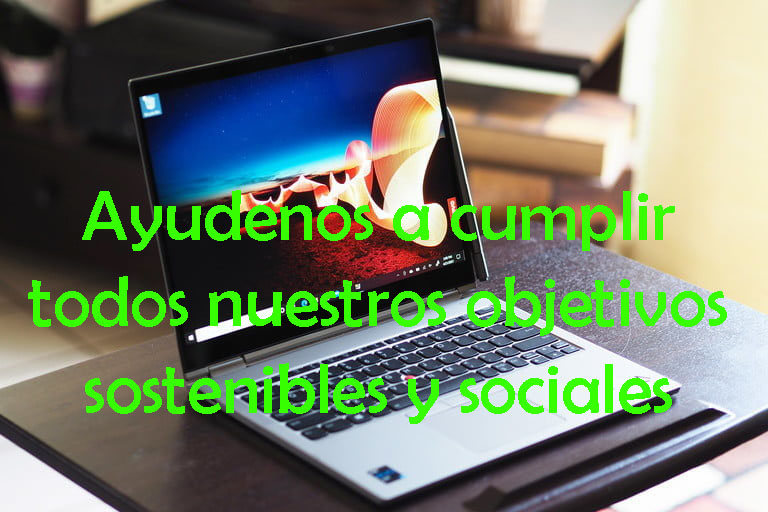 Ayudenos a cumplir
todos nuestros objetivos
sostenibles y sociales